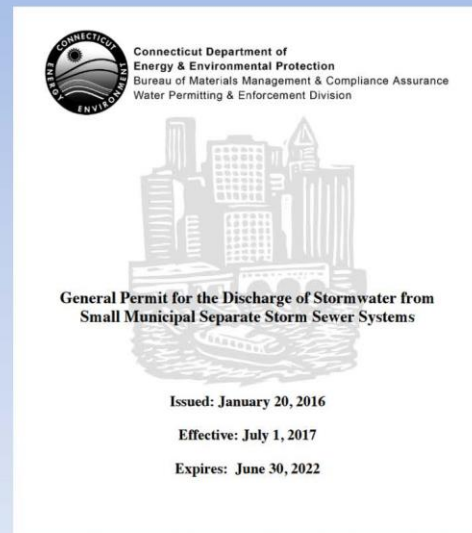 CONNECTICUT
ENERGY
ENVIRONMENT
Connecticut Department of
Energy & Environmental Protection
Bureau of Materials Management & Compliance Assurance
Water Permitting & Enforcement Division
General Permit for the Discharge of Stormwater from
Small Municipal Separate Storm Sewer Systems
Issued: January 20, 2016
Effective: July 1, 2017
Expires:  June 30, 2022